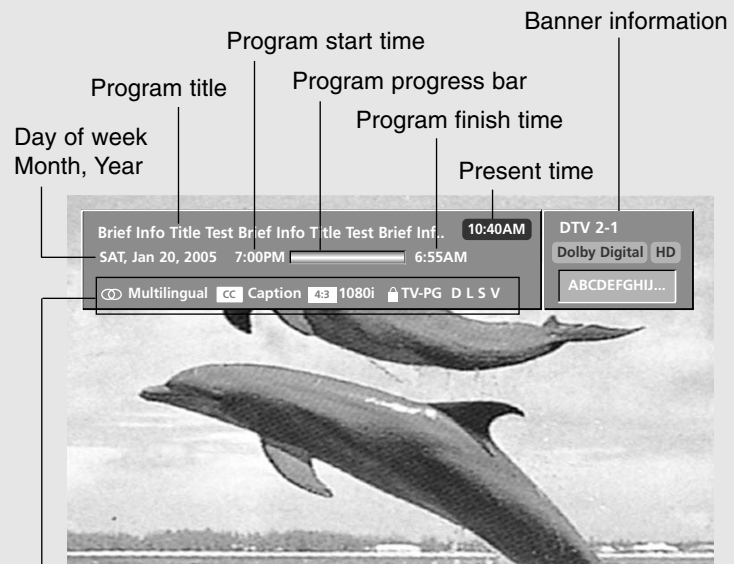 Banner information
Program start time
Program title
Program progress bar
Program finish time
Day of week
Month, Year
Present time
Brief Info Title Test Brief Info Title Test Brief Inf..
10:40AM
DTV 2-1
SAT, Jan 20, 2005 7:00PM 6:55AM
Dolby Digital HD
Multilingual CC Caption 4:3 1080i TV-PG D L S V
ABCDEFGHIJ...